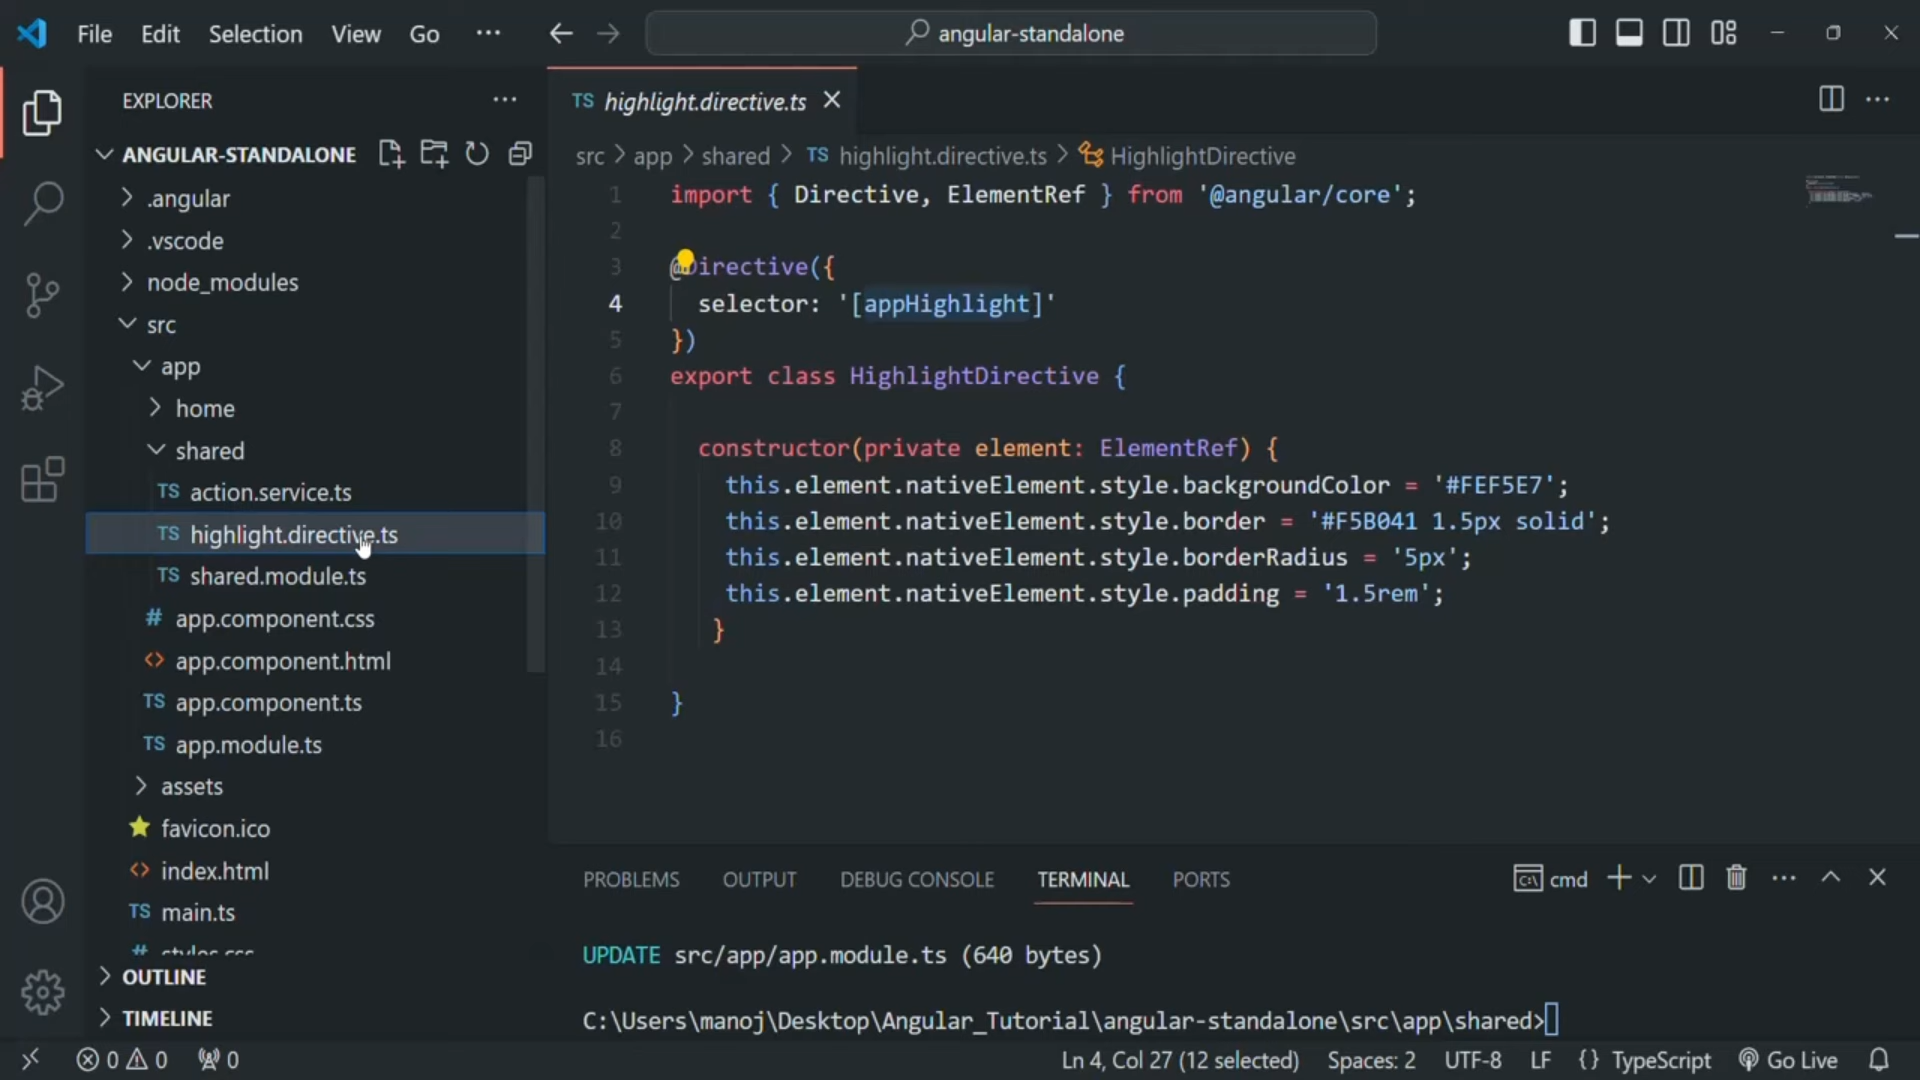 File Edit Selection View Go ··· angular-standalone
EXPLORER
ANGULAR-STANDALONE
.angular
.vscode
node_modules
src
app
home
shared
TS action.service.ts
TS highlight.directive.ts
TS shared.module.ts
# app.component.css
<> app.component.html
TS app.component.ts
TS app.module.ts
assets
favicon.ico
<> index.html
TS main.ts
# styles.css
OUTLINE
TIMELINE
TS highlight.directive.ts
src > app > shared > TS highlight.directive.ts > HighlightDirective
1 import { Directive, ElementRef } from '@angular/core';
2
3 @Directive({
4 selector: '[appHighlight]'
5 })
6 export class HighlightDirective {
7
8 constructor(private element: ElementRef) {
9 this.element.nativeElement.style.backgroundColor = '#FEF5E7';
10 this.element.nativeElement.style.border = '#F5B041 1.5px solid';
11 this.element.nativeElement.style.borderRadius = '5px';
12 this.element.nativeElement.style.padding = '1.5rem';
13 }
14
15 }
16
PROBLEMS OUTPUT DEBUG CONSOLE TERMINAL PORTS cmd
UPDATE src/app/app.module.ts (640 bytes)
C:\Users\manoj\Desktop\Angular_Tutorial\angular-standalone\src\app\shared>
0 0 0 Ln 4, Col 27 (12 selected) Spaces: 2 UTF-8 LF {} TypeScript Go Live